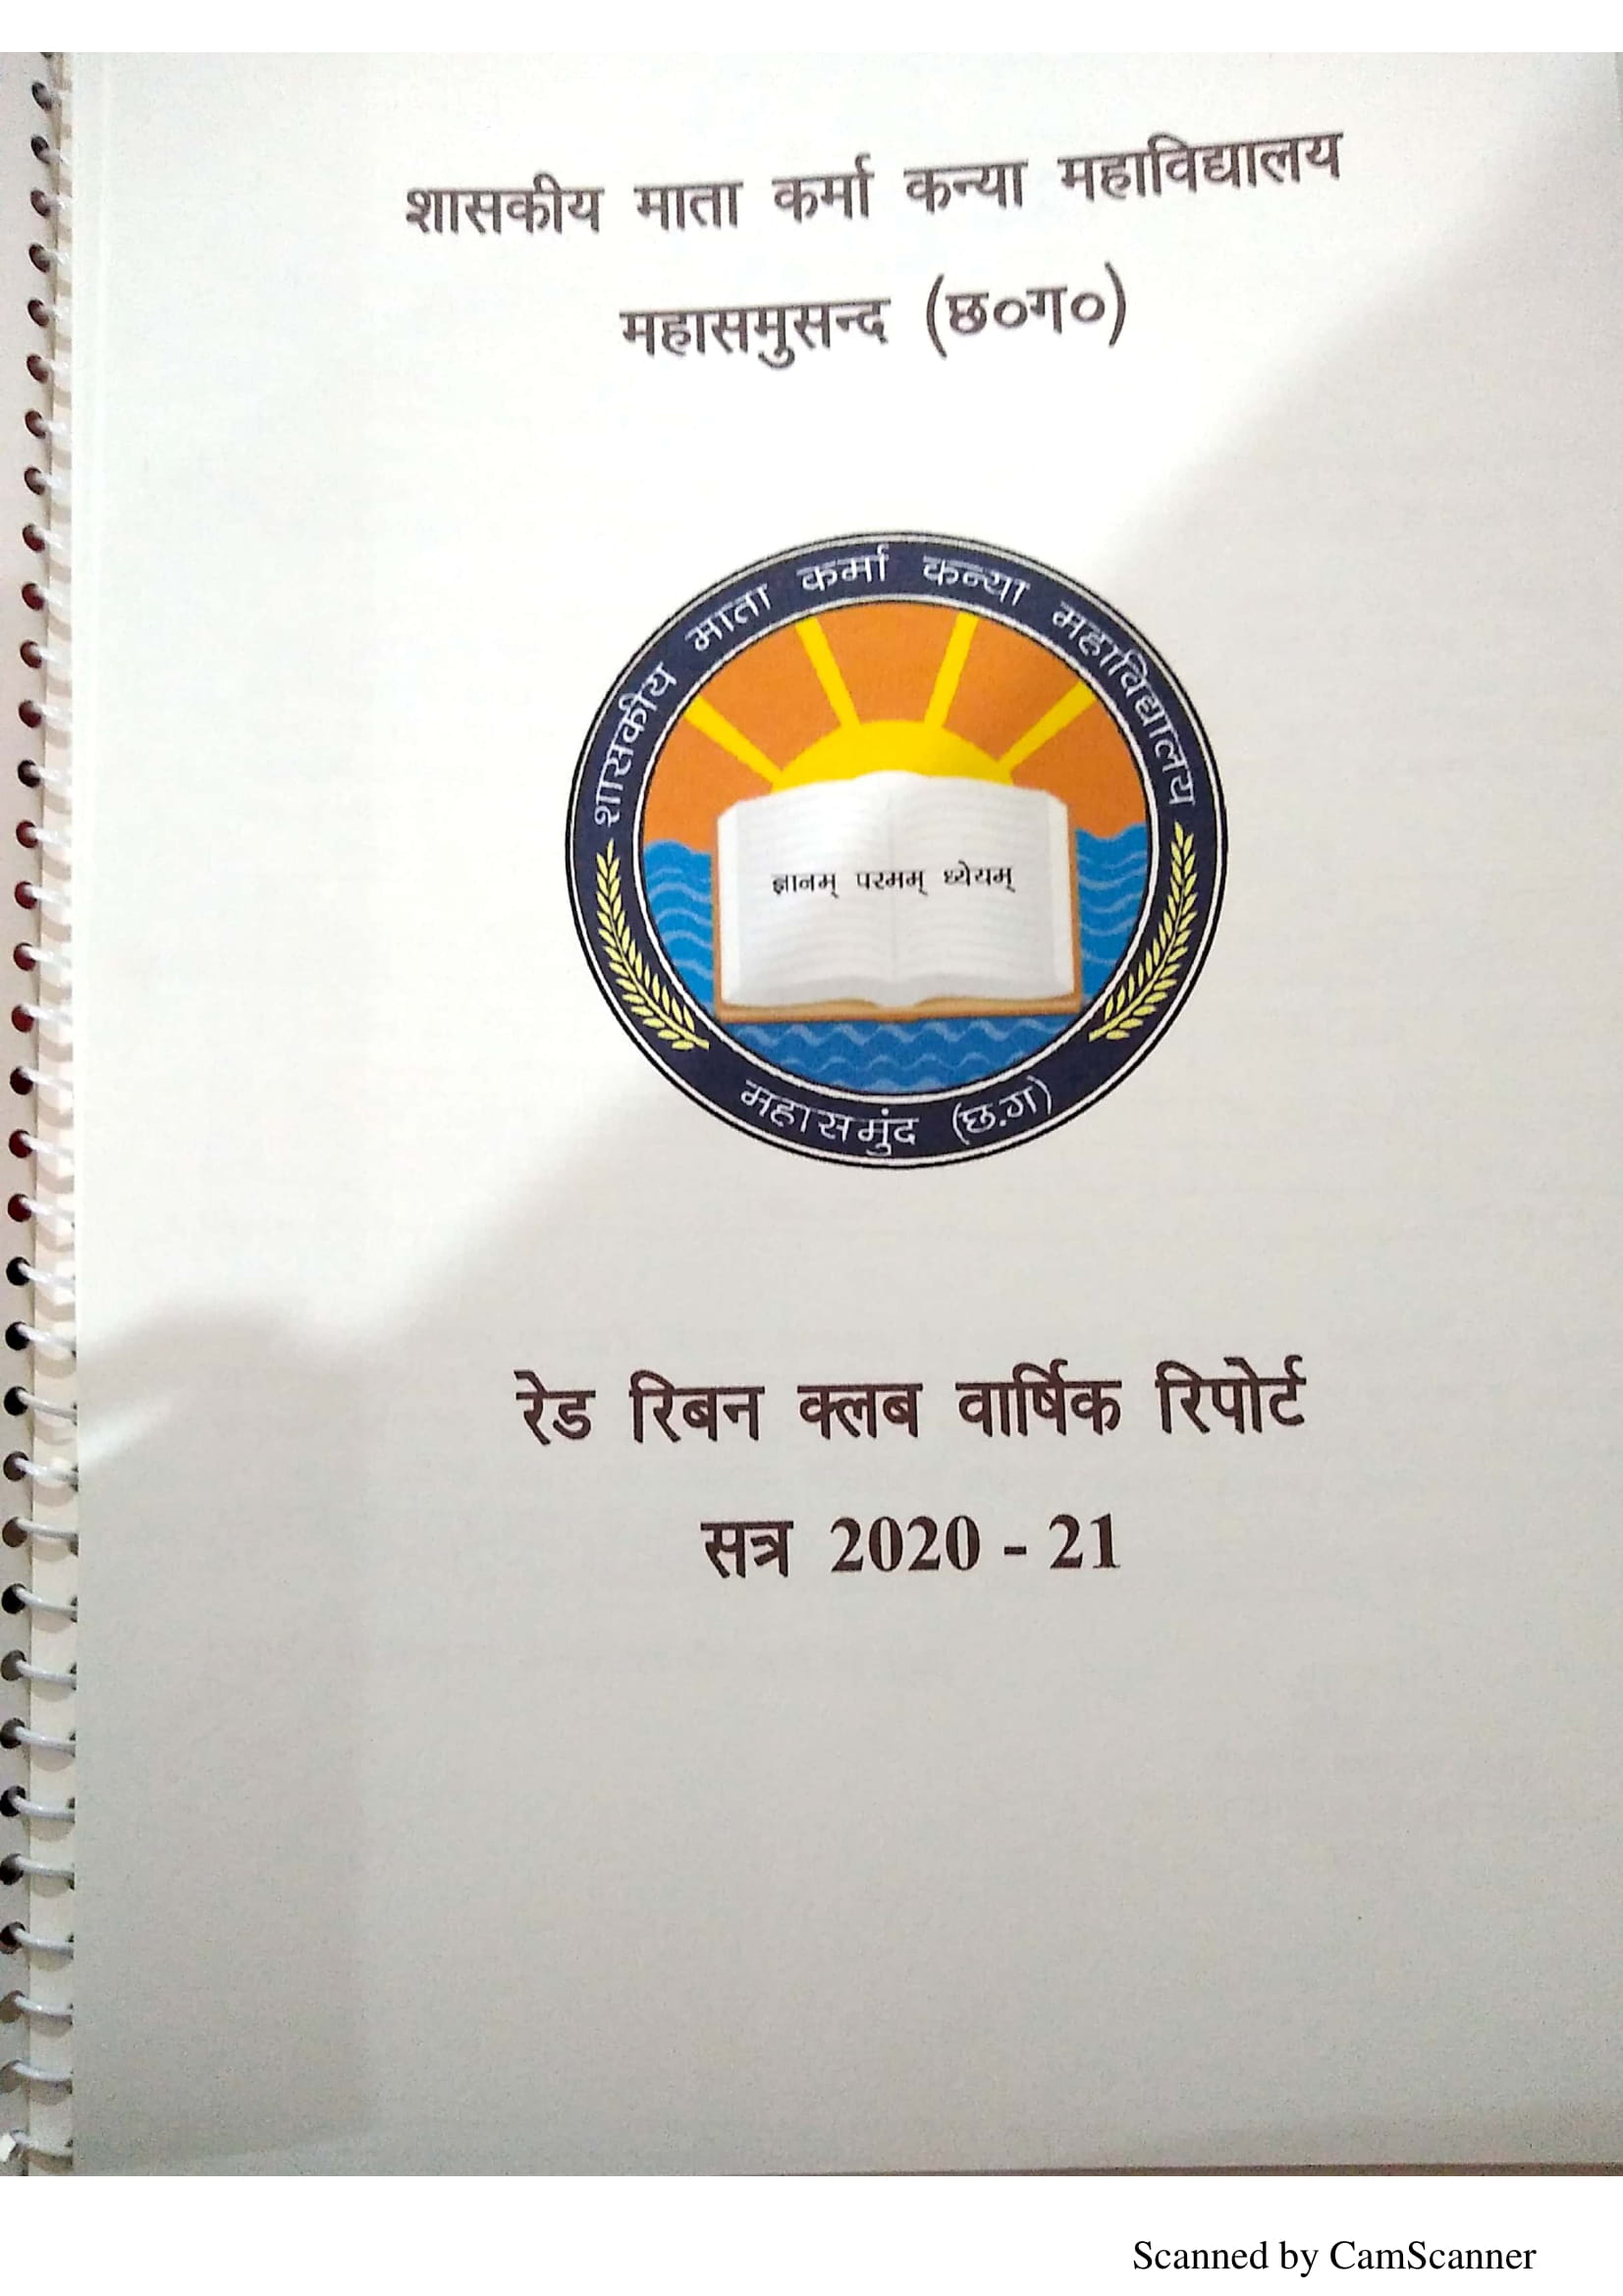 शासकीय माता कर्मा कन्या महाविद्यालय
महासमुसन्द (छ०ग०)
शासकीय माता कर्मा कन्या महाविद्यालय
ज्ञानम् परमम् ध्येयम्
महासमुंद (छ.ग)
रेड रिबन क्लब वार्षिक रिपोर्ट
सत्र 2020 - 21
Scanned by CamScanner